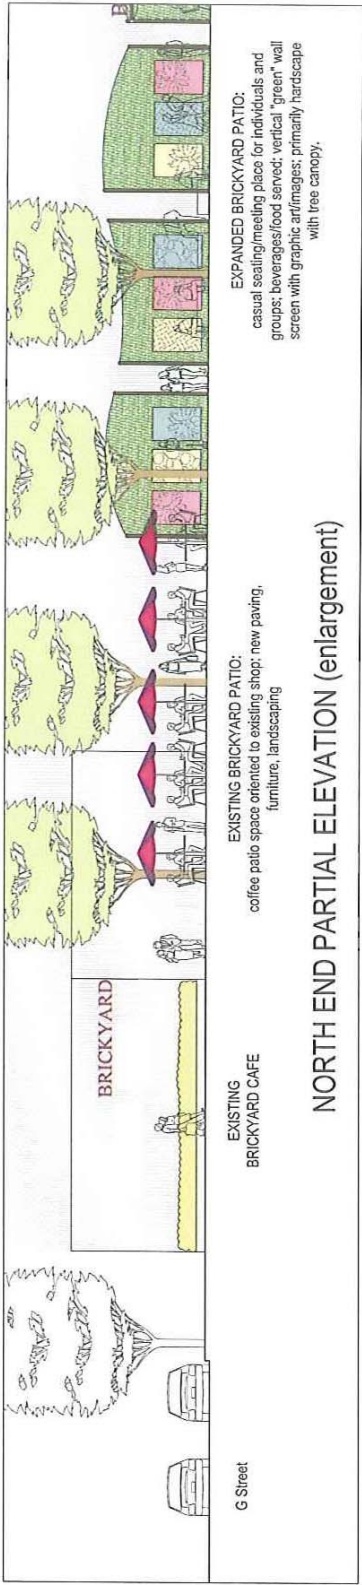 BRICKYARD
B
G Street
EXISTING
BRICKYARD CAFE
EXISTING BRICKYARD PATIO:
coffee patio space oriented to existing shop; new paving,
furniture, landscaping
EXPANDED BRICKYARD PATIO:
casual seating/meeting place for individuals and
groups; beverages/food served; vertical "green" wall
screen with graphic art/images; primarily hardscape
with tree canopy,
NORTH END PARTIAL ELEVATION (enlargement)